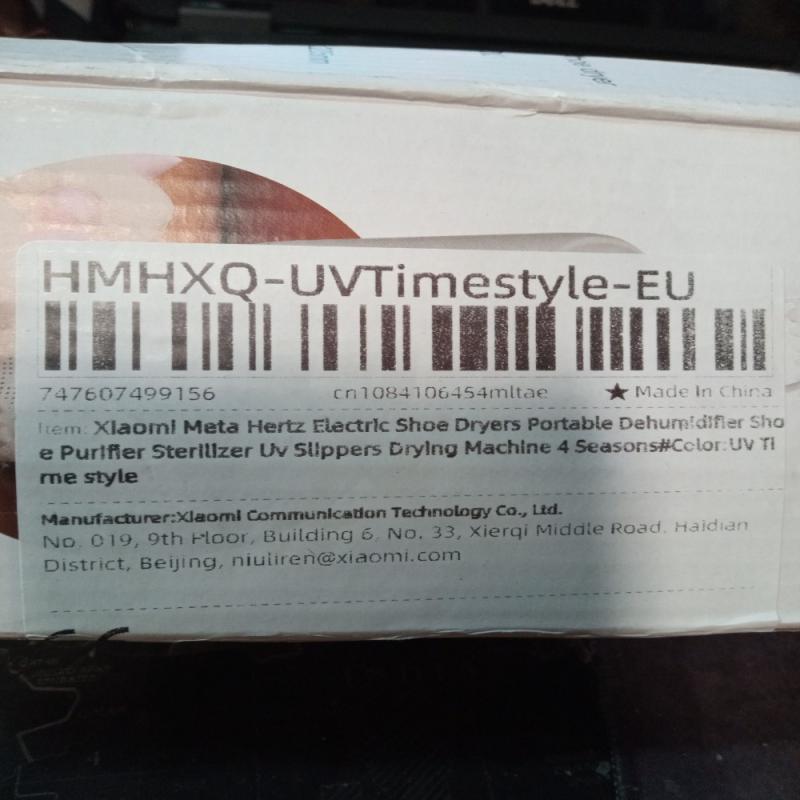 HMHXQ-UVTimestyle-EU
747607499156 cn1084106454mltae ★ Made In China
Item: Xiaomi Meta Hertz Electric Shoe Dryers Portable Dehumidifier Sho
e Purifier Sterilizer Uv Slippers Drying Machine 4 Seasons#Color:UV Ti
me style
Manufacturer:Xiaomi Communication Technology Co., Ltd.
No. 019, 9th Floor, Building 6, No. 33, Xierqi Middle Road, Haidian
District, Beijing, niuliren@xiaomi.com